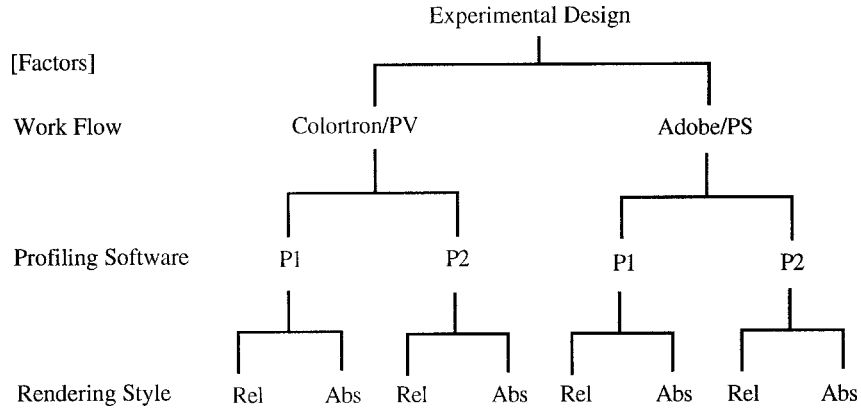 Experimental Design
[Factors]
Work Flow Colortron/PV Adobe/PS
Profiling Software P1 P2 P1 P2
Rendering Style Rel Abs Rel Abs Rel Abs Rel Abs